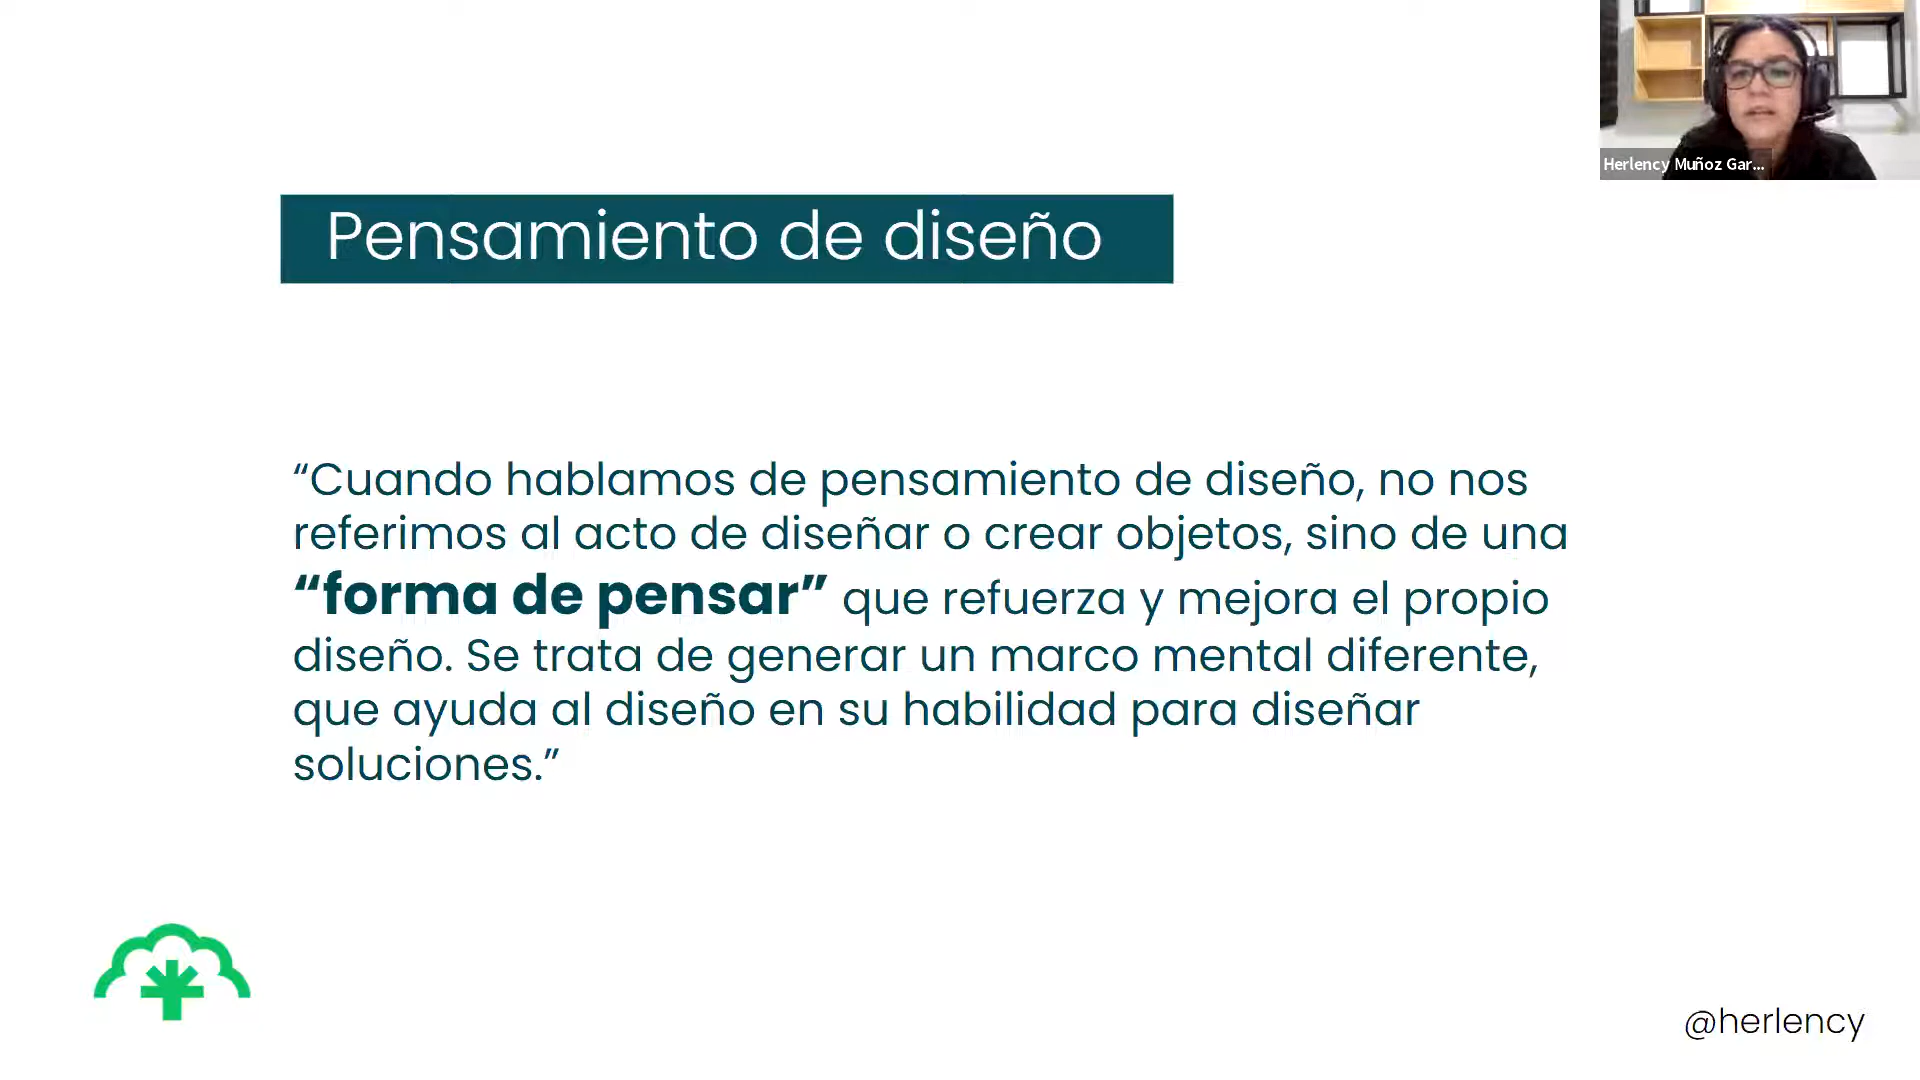 Herlency Muñoz Gar...
Pensamiento de diseño
“Cuando hablamos de pensamiento de diseño, no nos
referimos al acto de diseñar o crear objetos, sino de una
“forma de pensar” que refuerza y mejora el propio
diseño. Se trata de generar un marco mental diferente,
que ayuda al diseño en su habilidad para diseñar
soluciones.”
@herlency